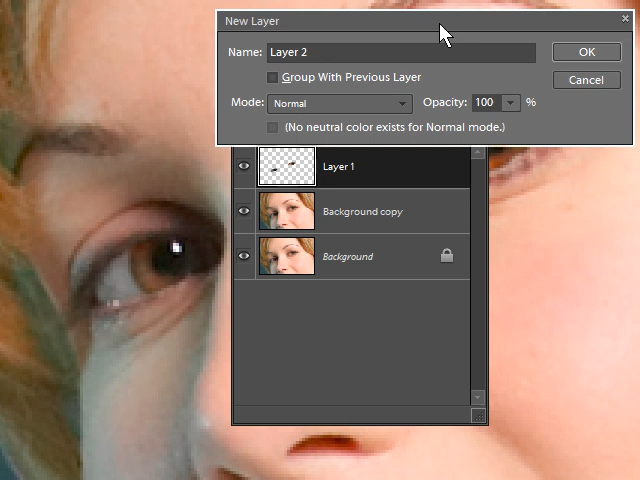 New Layer
Name: Layer 2
OK
Group With Previous Layer
Cancel
Mode: Normal Opacity: 100 %
(No neutral color exists for Normal mode.)
Layer 1
Background copy
Background